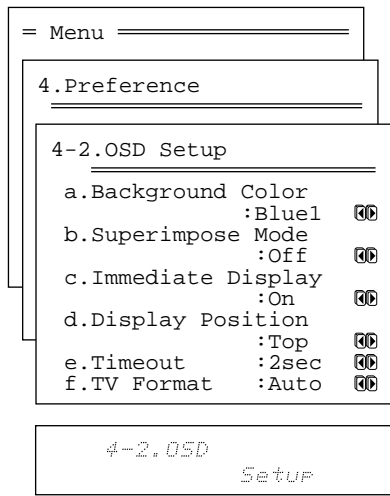 = Menu
4.Preference
4-2.OSD Setup
a.Background Color
:Blue1
b.Superimpose Mode
:Off
c.Immediate Display
:On
d.Display Position
:Top
e.Timeout :2sec
f.TV Format :Auto
4-2.OSD
Setup